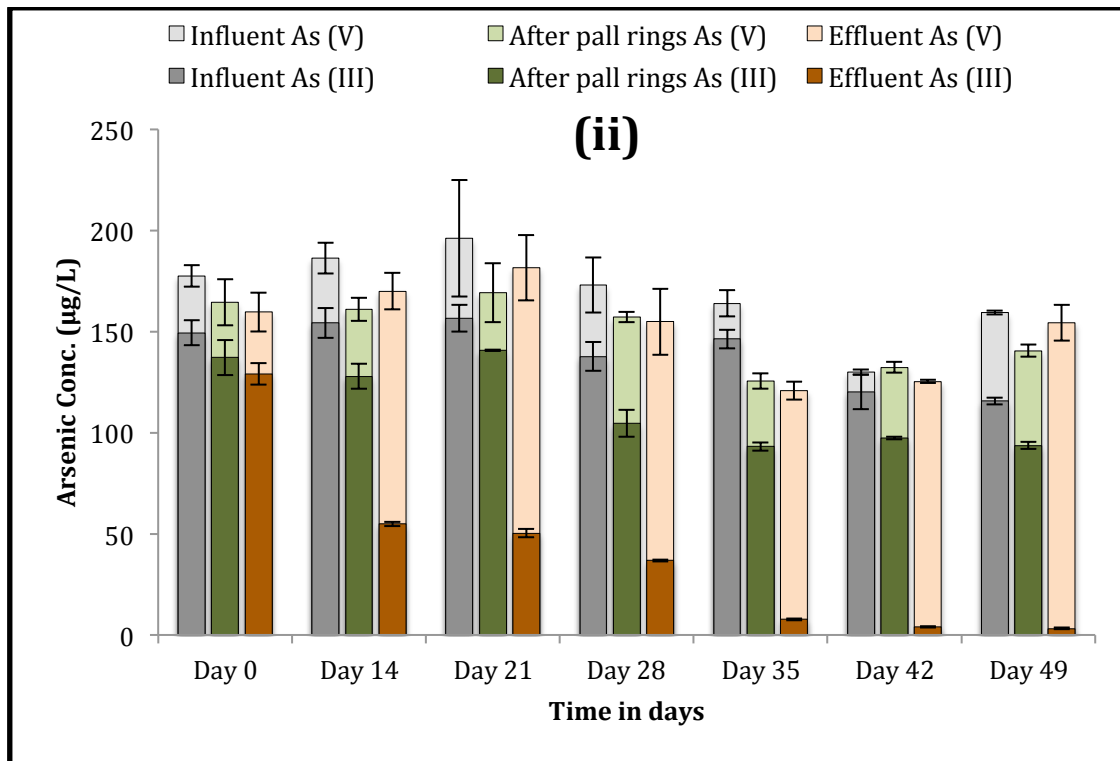 Influent As (V) After pall rings As (V) Effluent As (V)
Influent As (III) After pall rings As (III) Effluent As (III)
(ii)
250
200
150
100
50
0
Arsenic Conc. (µg/L)
Day 0 Day 14 Day 21 Day 28 Day 35 Day 42 Day 49
Time in days